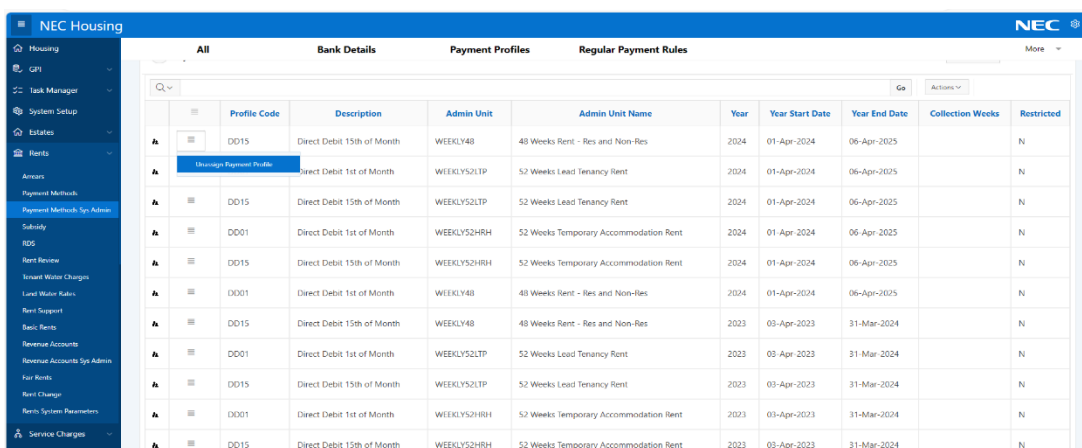 NEC Housing
NEC
Housing
GPI
Task Manager
System Setup
Estates
Rents
Arrears
Payment Methods
Payment Methods Sys Admin
Subsidy
RDS
Rent Review
Tenant Water Charges
Land Water Rates
Rent Support
Basic Rents
Revenue Accounts
Revenue Accounts Sys Admin
Fair Rents
Rent Change
Rents System Parameters
Service Charges
All Bank Details Payment Profiles Regular Payment Rules More
Go Actions
Profile Code Description Admin Unit Admin Unit Name Year Year Start Date Year End Date Collection Weeks Restricted
DD15 Direct Debit 15th of Month WEEKLY48 48 Weeks Rent - Res and Non-Res 2024 01-Apr-2024 06-Apr-2025 N
Unassign Payment Profile
Direct Debit 1st of Month WEEKLY52LTP 52 Weeks Lead Tenancy Rent 2024 01-Apr-2024 06-Apr-2025 N
DD15 Direct Debit 15th of Month WEEKLY52LTP 52 Weeks Lead Tenancy Rent 2024 01-Apr-2024 06-Apr-2025 N
DD01 Direct Debit 1st of Month WEEKLY52HRH 52 Weeks Temporary Accommodation Rent 2024 01-Apr-2024 06-Apr-2025 N
DD15 Direct Debit 15th of Month WEEKLY52HRH 52 Weeks Temporary Accommodation Rent 2024 01-Apr-2024 06-Apr-2025 N
DD01 Direct Debit 1st of Month WEEKLY48 48 Weeks Rent - Res and Non-Res 2024 01-Apr-2024 06-Apr-2025 N
DD15 Direct Debit 15th of Month WEEKLY48 48 Weeks Rent - Res and Non-Res 2023 03-Apr-2023 31-Mar-2024 N
DD01 Direct Debit 1st of Month WEEKLY52LTP 52 Weeks Lead Tenancy Rent 2023 03-Apr-2023 31-Mar-2024 N
DD15 Direct Debit 15th of Month WEEKLY52LTP 52 Weeks Lead Tenancy Rent 2023 03-Apr-2023 31-Mar-2024 N
DD01 Direct Debit 1st of Month WEEKLY52HRH 52 Weeks Temporary Accommodation Rent 2023 03-Apr-2023 31-Mar-2024 N
DD15 Direct Debit 15th of Month WEEKLY52HRH 52 Weeks Temporary Accommodation Rent 2023 03-Apr-2023 31-Mar-2024 N